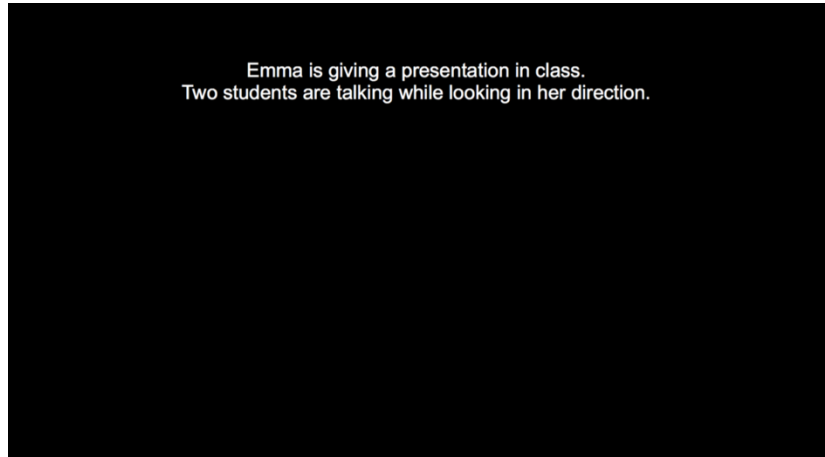 Emma is giving a presentation in class.
Two students are talking while looking in her direction.